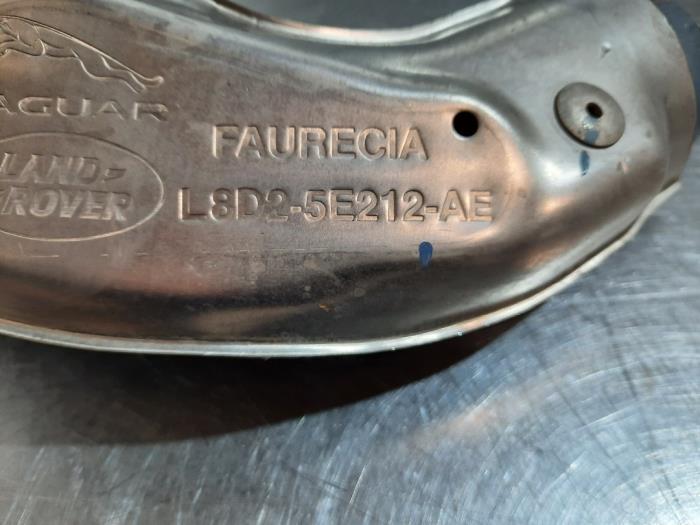 JAGUAR
LAND-
ROVER
FAURECIA
L8D2-5E212-AE